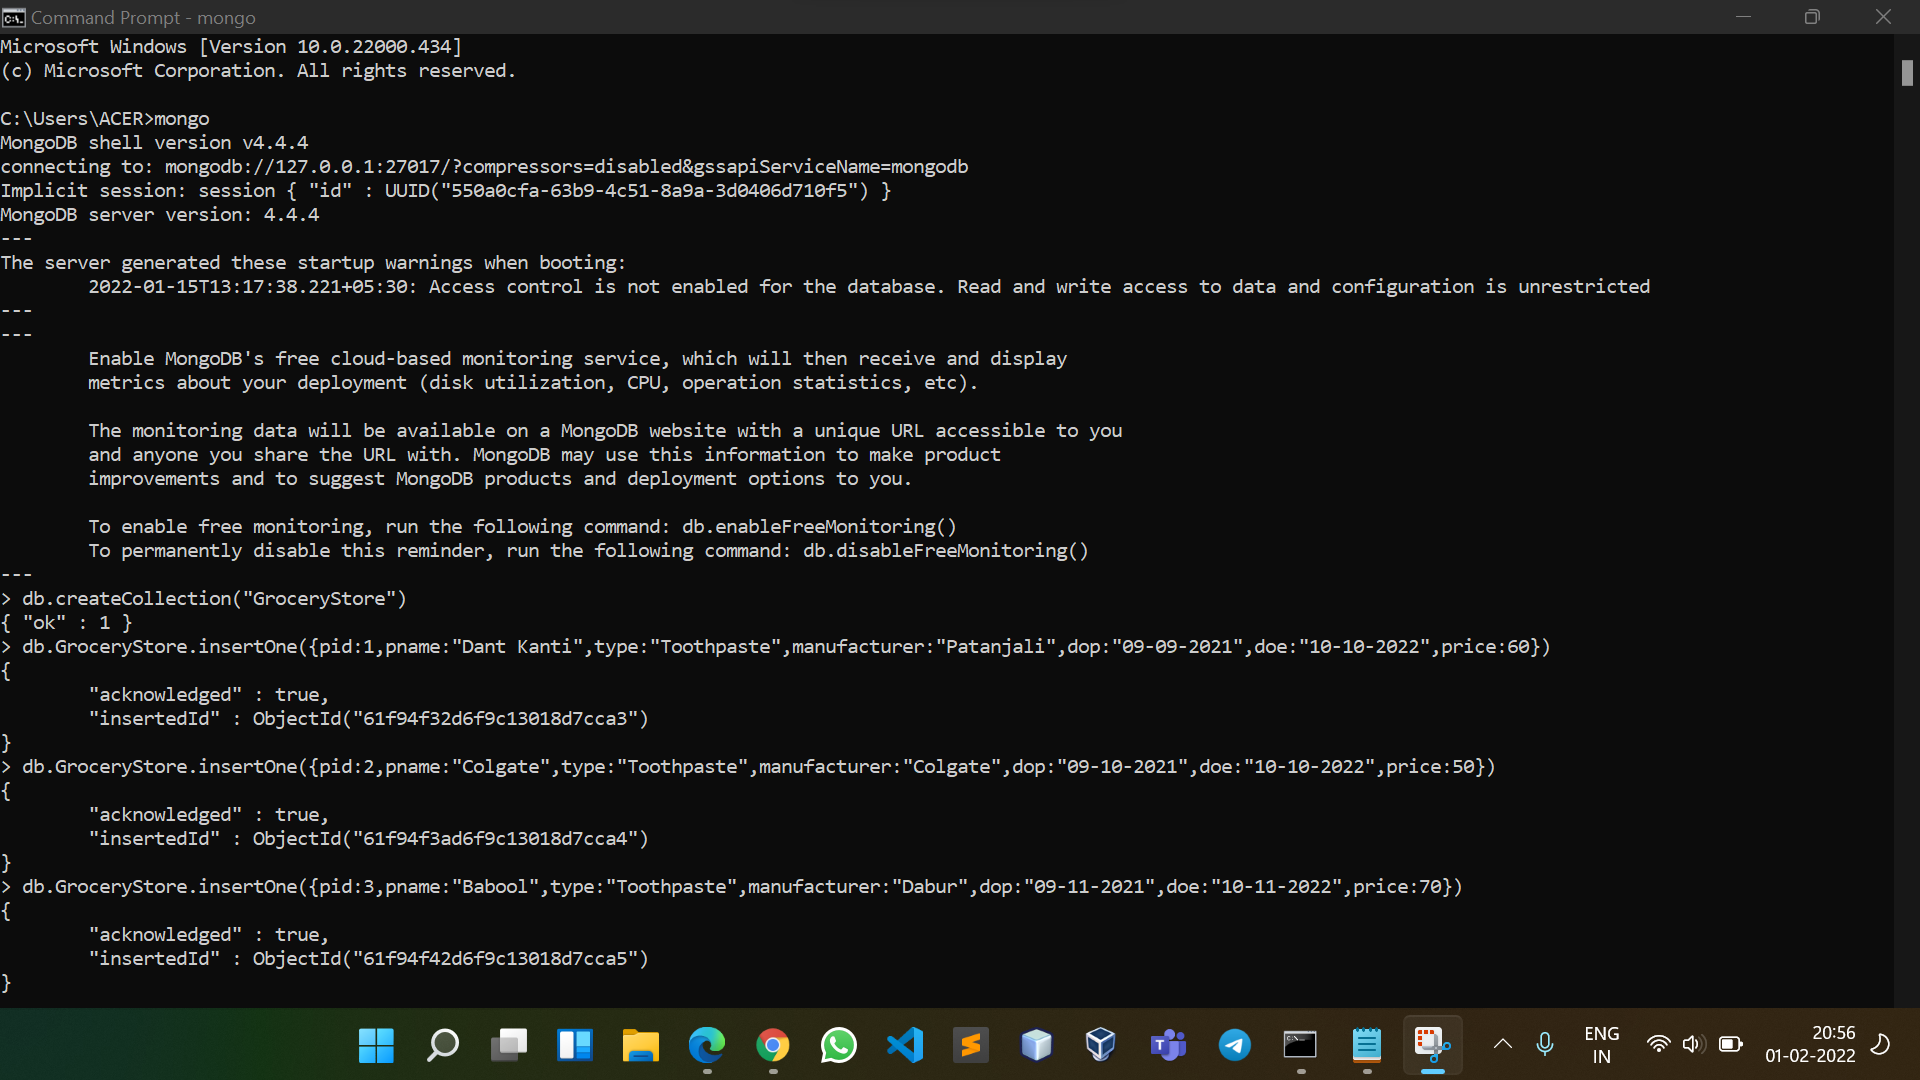 Command Prompt - mongo
Microsoft Windows [Version 10.0.22000.434]
(c) Microsoft Corporation. All rights reserved.
C:\Users\ACER>mongo
MongoDB shell version v4.4.4
connecting to: mongodb://127.0.0.1:27017/?compressors=disabled&gssapiServiceName=mongodb
Implicit session: session { "id" : UUID("550a0cfa-63b9-4c51-8a9a-3d0406d710f5") }
MongoDB server version: 4.4.4
---
The server generated these startup warnings when booting:
2022-01-15T13:17:38.221+05:30: Access control is not enabled for the database. Read and write access to data and configuration is unrestricted
---
---
Enable MongoDB's free cloud-based monitoring service, which will then receive and display
metrics about your deployment (disk utilization, CPU, operation statistics, etc).
The monitoring data will be available on a MongoDB website with a unique URL accessible to you
and anyone you share the URL with. MongoDB may use this information to make product
improvements and to suggest MongoDB products and deployment options to you.
To enable free monitoring, run the following command: db.enableFreeMonitoring()
To permanently disable this reminder, run the following command: db.disableFreeMonitoring()
---
> db.createCollection("GroceryStore")
{ "ok" : 1 }
> db.GroceryStore.insertOne({pid:1,pname:"Dant Kanti",type:"Toothpaste",manufacturer:"Patanjali",dop:"09-09-2021",doe:"10-10-2022",price:60})
{
"acknowledged" : true,
"insertedId" : ObjectId("61f94f32d6f9c13018d7cca3")
}
> db.GroceryStore.insertOne({pid:2,pname:"Colgate",type:"Toothpaste",manufacturer:"Colgate",dop:"09-10-2021",doe:"10-10-2022",price:50})
{
"acknowledged" : true,
"insertedId" : ObjectId("61f94f3ad6f9c13018d7cca4")
}
> db.GroceryStore.insertOne({pid:3,pname:"Babool",type:"Toothpaste",manufacturer:"Dabur",dop:"09-11-2021",doe:"10-11-2022",price:70})
{
"acknowledged" : true,
"insertedId" : ObjectId("61f94f42d6f9c13018d7cca5")
}
ENG
IN
20:56
01-02-2022